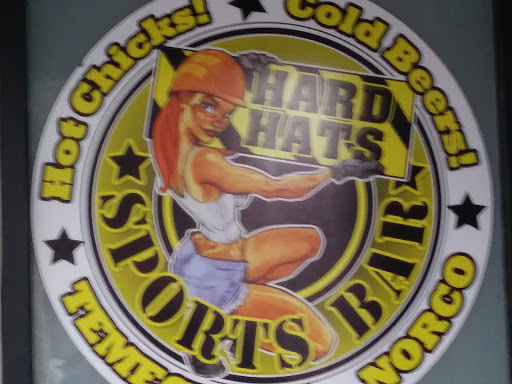 Hot Chicks!
Cold Beers!
HARD
HATS
SPORTS BAR
NORCO